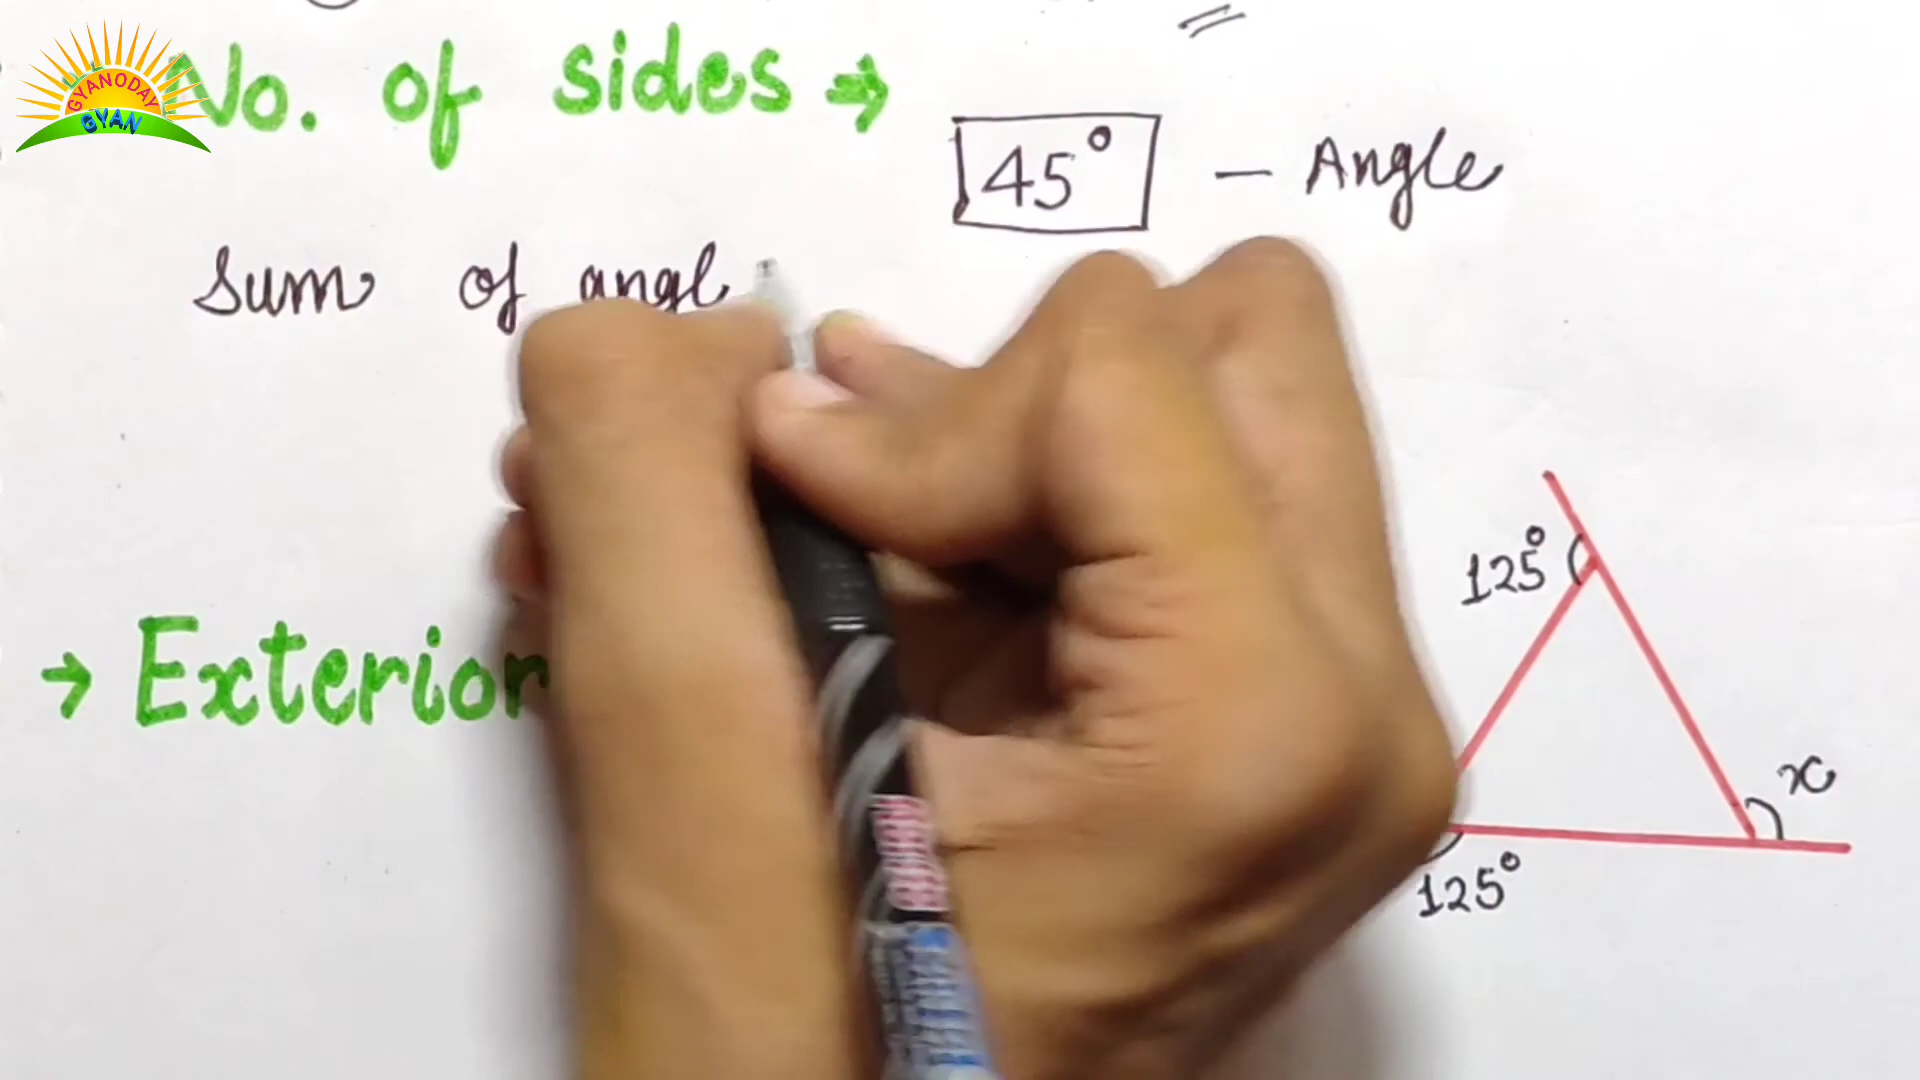 GYANODAY
GYAN
No. of sides →
45° – Angle
Sum of angl
→ Exterior
125°
x
125°